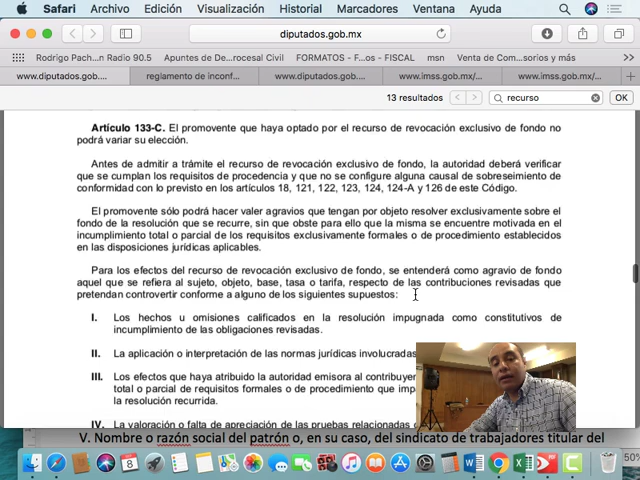 Safari Archivo Edición Visualización Historial Marcadores Ventana Ayuda
diputados.gob.mx
Rodrigo Pach...n Radio 90.5 Apuntes de D...rocesal Civil FORMATOS - F...os - FISCAL msn Venta de Com...sorios y más
www.diputados.gob.... reglamento de inconf... www.diputados.gob.... www.imss.gob.mx/... www.imss.gob.mx/...
13 resultados recurso OK
Artículo 133-C. El promovente que haya optado por el recurso de revocación exclusivo de fondo no
podrá variar su elección.
Antes de admitir a trámite el recurso de revocación exclusivo de fondo, la autoridad deberá verificar
que se cumplan los requisitos de procedencia y que no se configure alguna causal de sobreseimiento de
conformidad con lo previsto en los artículos 18, 121, 122, 123, 124, 124-A y 126 de este Código.
El promovente sólo podrá hacer valer agravios que tengan por objeto resolver exclusivamente sobre el
fondo de la resolución que se recurre, sin que obste para ello que la misma se encuentre motivada en el
incumplimiento total o parcial de los requisitos exclusivamente formales o de procedimiento establecidos
en las disposiciones jurídicas aplicables.
Para los efectos del recurso de revocación exclusivo de fondo, se entenderá como agravio de fondo
aquel que se refiera al sujeto, objeto, base, tasa o tarifa, respecto de las contribuciones revisadas que
pretendan controvertir conforme a alguno de los siguientes supuestos:
I. Los hechos u omisiones calificados en la resolución impugnada como constitutivos de
incumplimiento de las obligaciones revisadas.
II. La aplicación o interpretación de las normas jurídicas involucradas
III. Los efectos que haya atribuido la autoridad emisora al contribuyen
total o parcial de requisitos formales o de procedimiento que imp
la resolución recurrida.
IV. La valoración o falta de apreciación de las pruebas relacionadas
V. Nombre o razón social del patrón o, en su caso, del sindicato de trabajadores titular del
50%